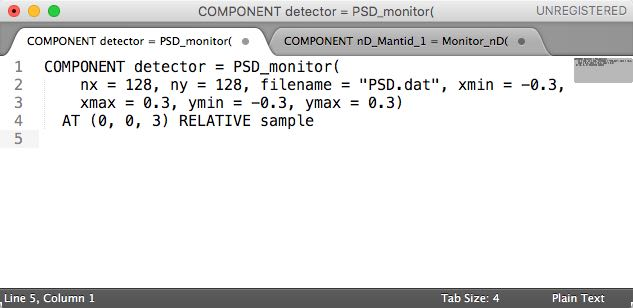 COMPONENT detector = PSD_monitor(
UNREGISTERED
COMPONENT detector = PSD_monitor(
COMPONENT nD_Mantid_1 = Monitor_nD(
1 COMPONENT detector = PSD_monitor(
2 nx = 128, ny = 128, filename = "PSD.dat", xmin = -0.3,
3 xmax = 0.3, ymin = -0.3, ymax = 0.3)
4 AT (0, 0, 3) RELATIVE sample
5
Line 5, Column 1
Tab Size: 4
Plain Text